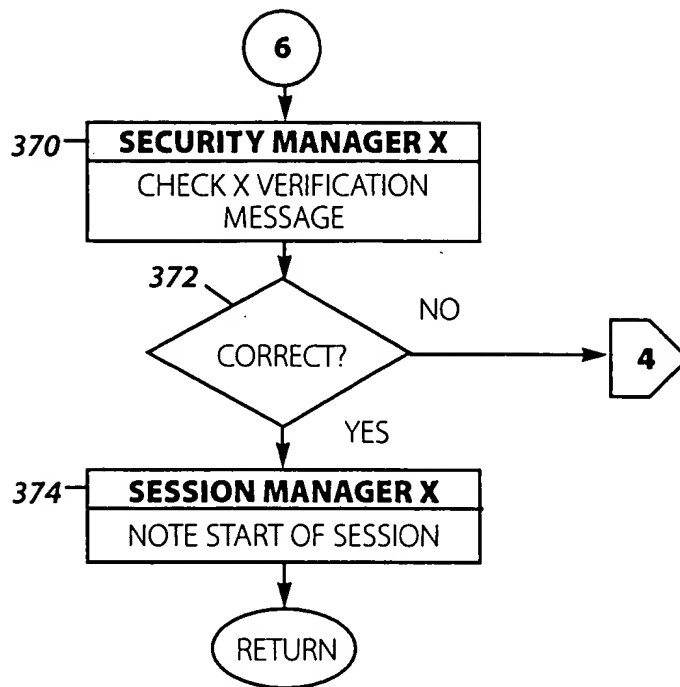 6
370
SECURITY MANAGER X
CHECK X VERIFICATION
MESSAGE
372
NO
CORRECT?
4
YES
374
SESSION MANAGER X
NOTE START OF SESSION
RETURN